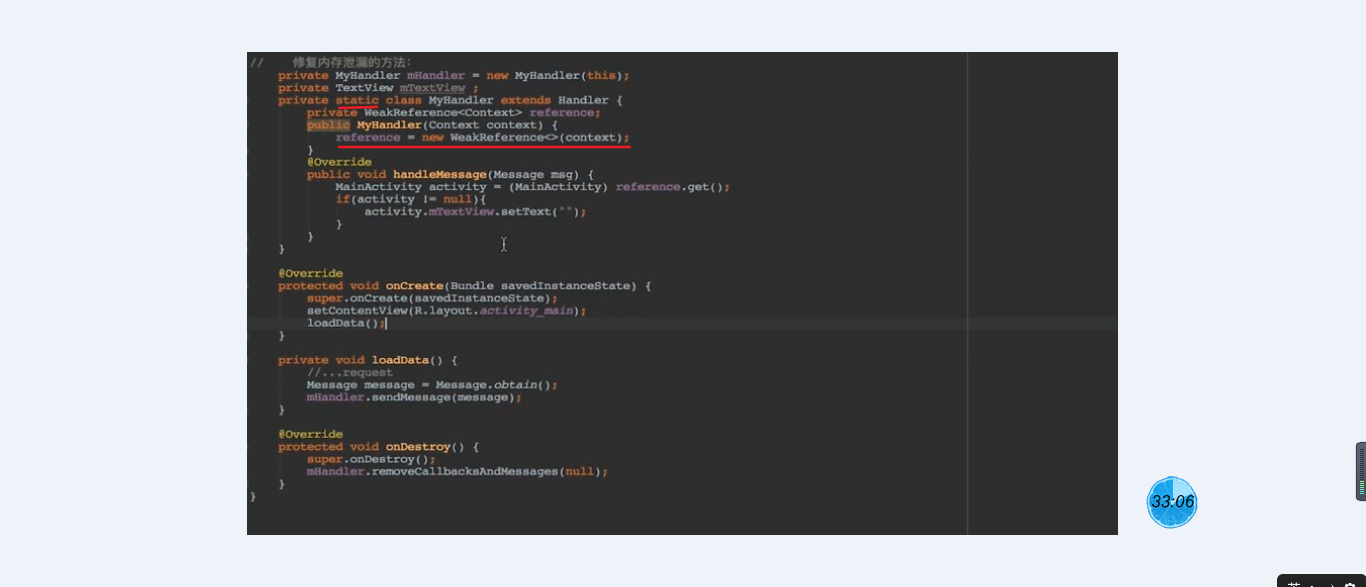 //    修复内存泄漏的方法:
private MyHandler mHandler = new MyHandler(this);
private TextView mTextView ;
private static class MyHandler extends Handler {
private WeakReference<Context> reference;
public MyHandler(Context context) {
reference = new WeakReference<>(context);
}
@Override
public void handleMessage(Message msg) {
MainActivity activity = (MainActivity) reference.get();
if(activity != null){
activity.mTextView.setText("");
}
}
}
@Override
protected void onCreate(Bundle savedInstanceState) {
super.onCreate(savedInstanceState);
setContentView(R.layout.activity_main);
loadData();
}
private void loadData() {
//...request
Message message = Message.obtain();
mHandler.sendMessage(message);
}
@Override
protected void onDestroy() {
super.onDestroy();
mHandler.removeCallbacksAndMessages(null);
}
}
33:06